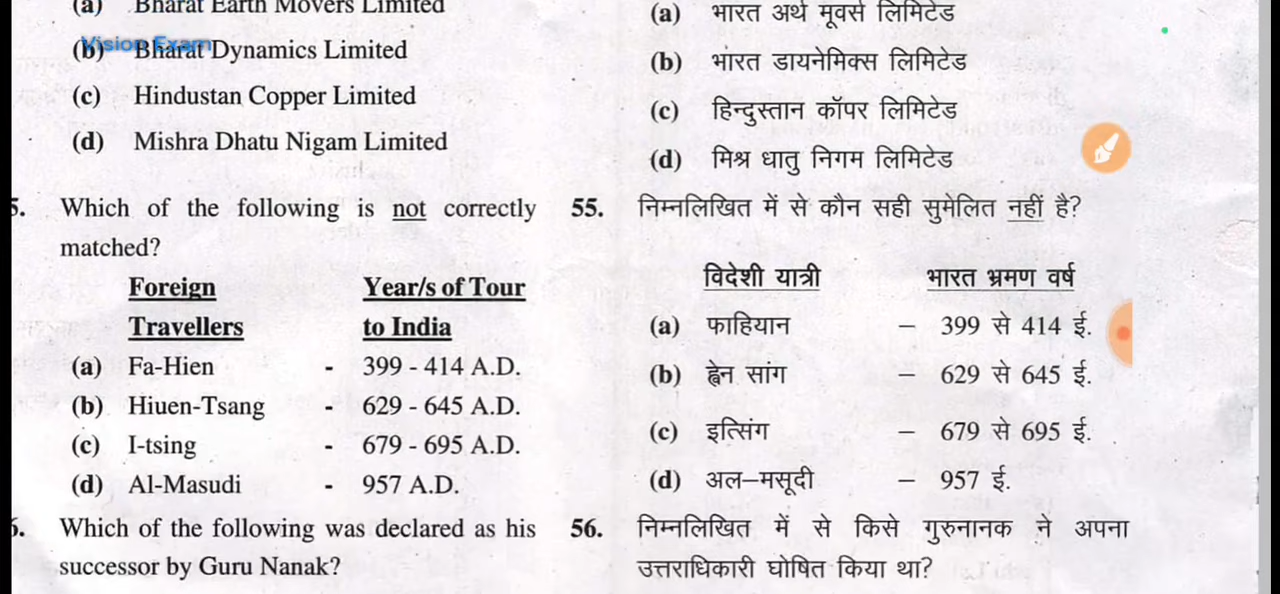 (a) Bharat Earth Movers Limited
(b) Bharat Dynamics Limited
Vision Exam
(c) Hindustan Copper Limited
(d) Mishra Dhatu Nigam Limited
5. Which of the following is not correctly
matched?
Foreign Year/s of Tour
Travellers to India
(a) Fa-Hien - 399 - 414 A.D.
(b) Hiuen-Tsang - 629 - 645 A.D.
(c) I-tsing - 679 - 695 A.D.
(d) Al-Masudi - 957 A.D.
6. Which of the following was declared as his
successor by Guru Nanak?
(a) भारत अर्थ मूवर्स लिमिटेड
(b) भारत डायनेमिक्स लिमिटेड
(c) हिन्दुस्तान कॉपर लिमिटेड
(d) मिश्र धातु निगम लिमिटेड
55. निम्नलिखित में से कौन सही सुमेलित नहीं है?
विदेशी यात्री भारत भ्रमण वर्ष
(a) फाहियान – 399 से 414 ई.
(b) ह्वेन सांग – 629 से 645 ई.
(c) इत्सिंग – 679 से 695 ई.
(d) अल–मसूदी – 957 ई.
56. निम्नलिखित में से किसे गुरुनानक ने अपना
उत्तराधिकारी घोषित किया था?